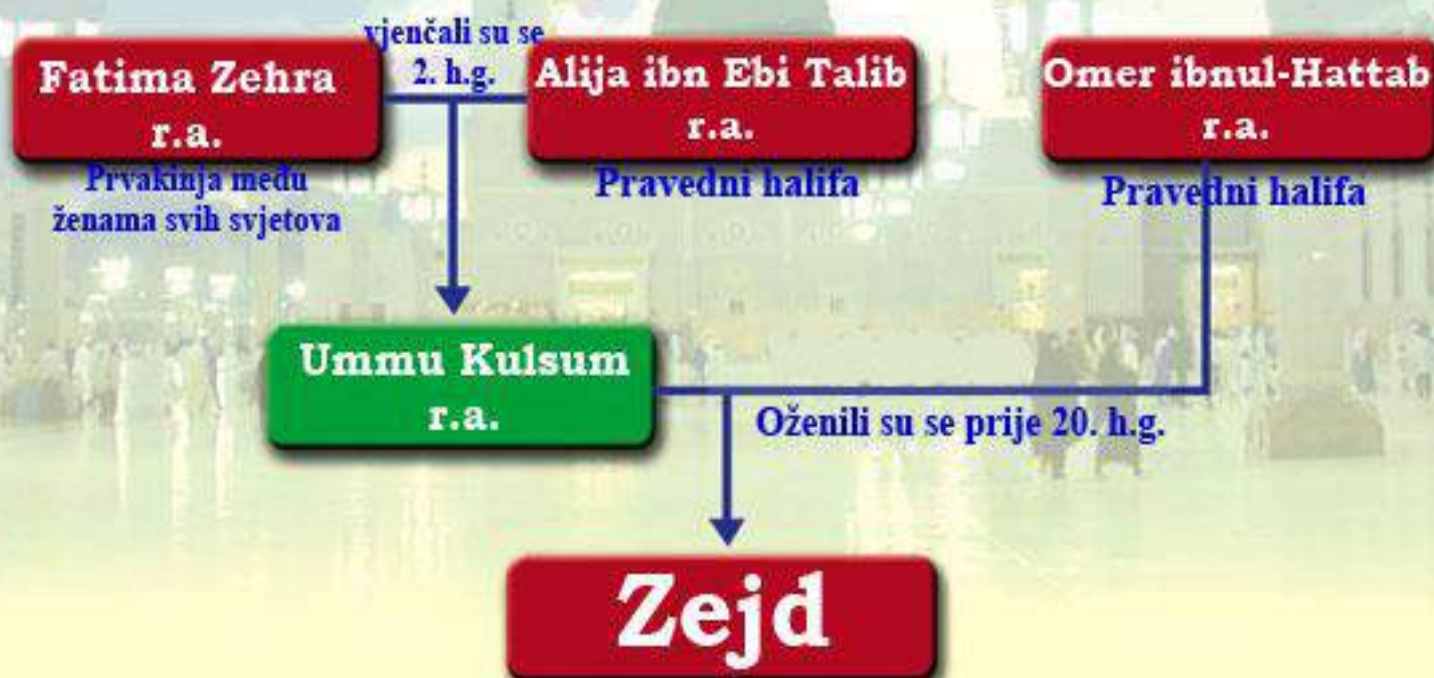 vjenčali su se
2. h.g.
Fatima Zehra
r.a.
Prvakinja među
ženama svih svjetova
Alija ibn Ebi Talib
r.a.
Pravedni halifa
Omer ibnul-Hattab
r.a.
Pravedni halifa
Ummu Kulsum
r.a.
Oženili su se prije 20. h.g.
Zejd